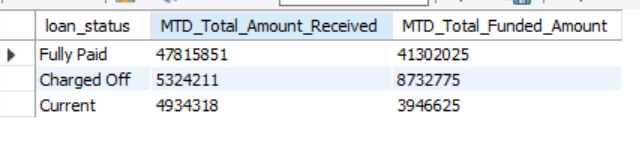 loan_status MTD_Total_Amount_Received MTD_Total_Funded_Amount
Fully Paid 47815851 41302025
Charged Off 5324211 8732775
Current 4934318 3946625